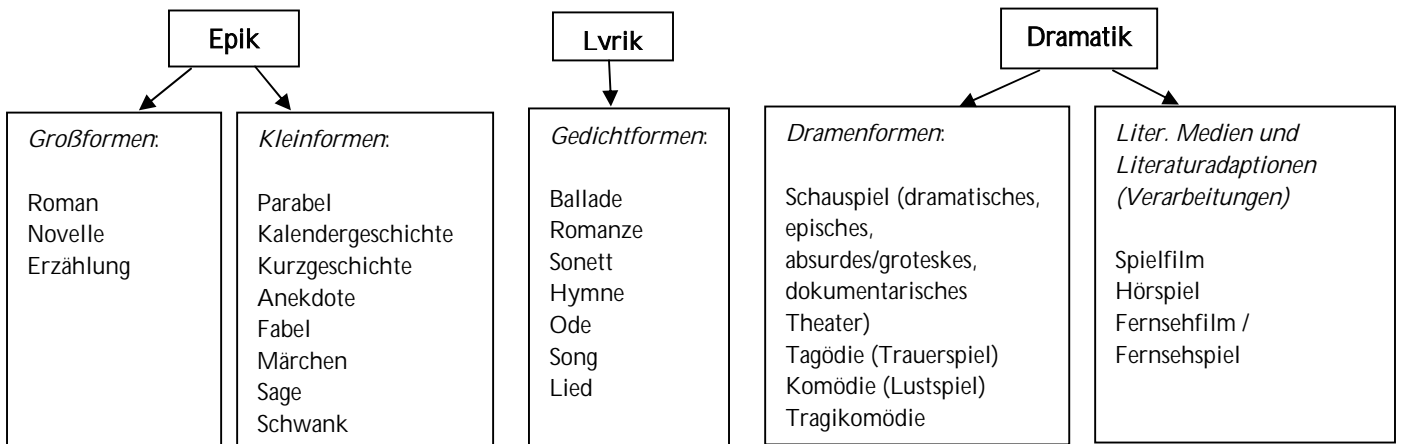 Epik
Lyrik
Dramatik
Großformen:
Roman
Novelle
Erzählung
Kleinformen:
Parabel
Kalendergeschichte
Kurzgeschichte
Anekdote
Fabel
Märchen
Sage
Schwank
Gedichtformen:
Ballade
Romanze
Sonett
Hymne
Ode
Song
Lied
Dramenformen:
Schauspiel (dramatisches,
episches,
absurdes/groteskes,
dokumentarisches
Theater)
Tagödie (Trauerspiel)
Komödie (Lustspiel)
Tragikomödie
Liter. Medien und
Literaturadaptionen
(Verarbeitungen)
Spielfilm
Hörspiel
Fernsehfilm /
Fernsehspiel